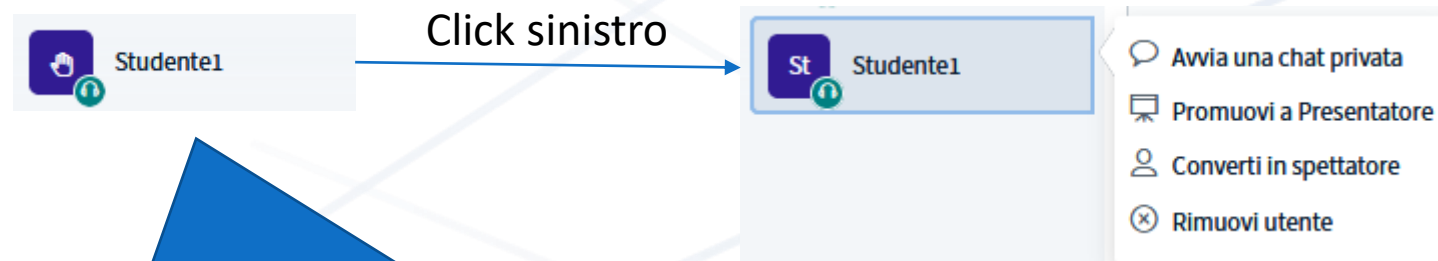 Studente1
Click sinistro
St
Studente1
Avvia una chat privata
Promuovi a Presentatore
Converti in spettatore
Rimuovi utente